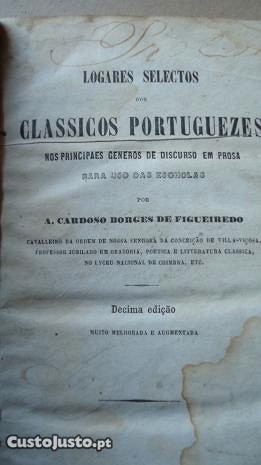 LOGARES SELECTOS
DOS
CLASSICOS PORTUGUEZES
NOS PRINCIPAES GENEROS DE DISCURSO EM PROSA
PARA USO DAS ESCHOLAS
POR
A. CARDOSO BORGES DE FIGUEIREDO
CAVALLEIRO DA ORDEM DE NOSSA SENHORA DA CONCEIÇÃO DE VILLA-VIÇOSA,
PROFESSOR JUBILADO EM ORATORIA, POETICA E LITTERATURA CLASSICA,
NO LYCEU NACIONAL DE COIMBRA, ETC.
Decima edição
MUITO MELHORADA E AUGMENTADA
CustoJusto.pt